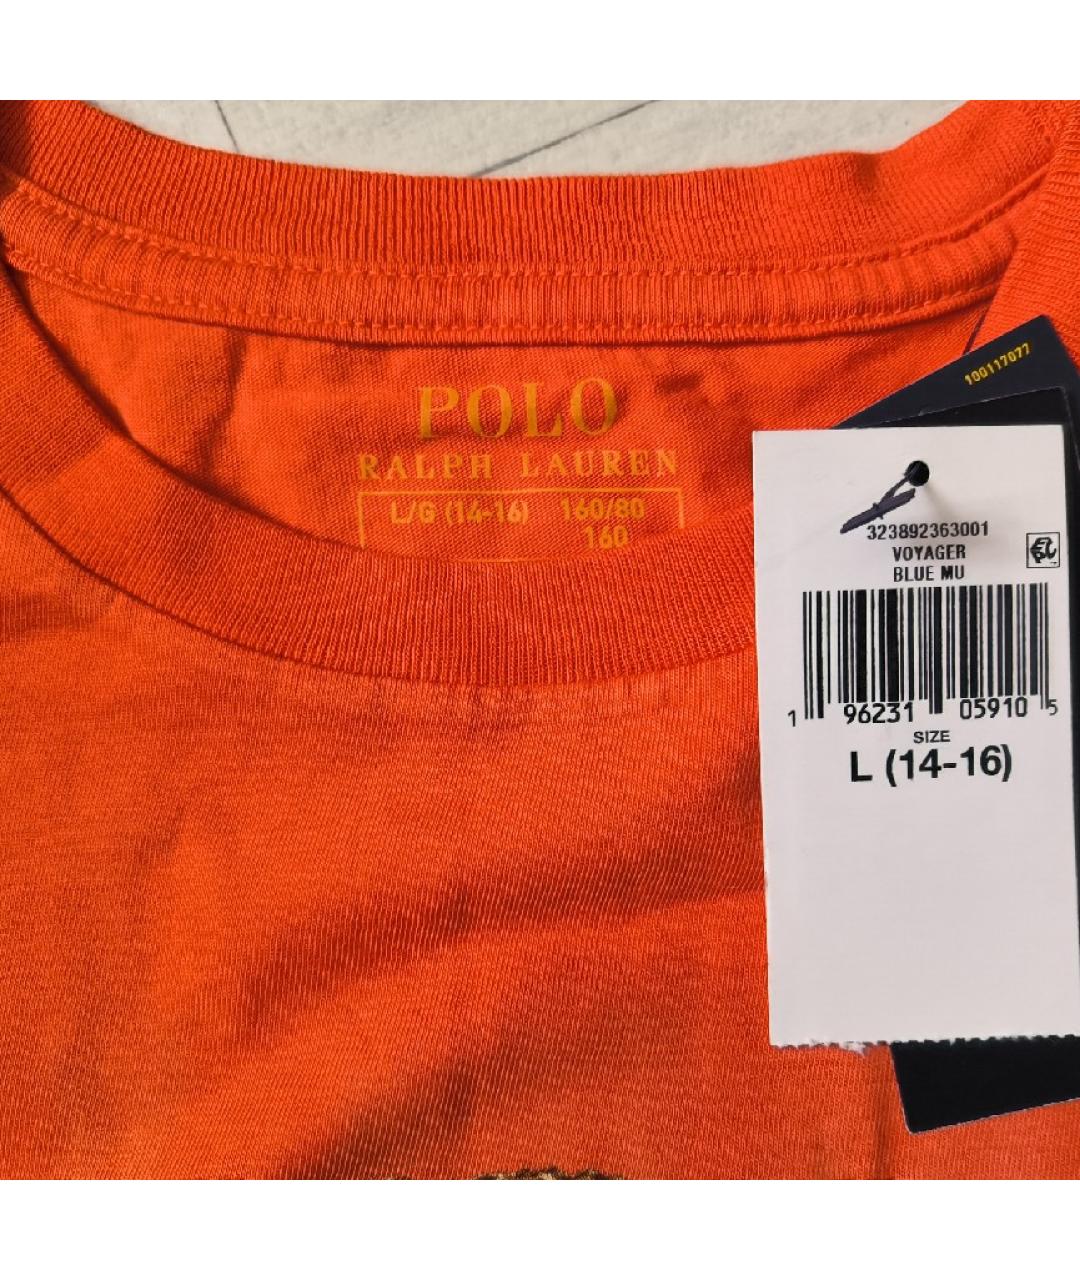 POLO
RALPH LAUREN
L/G (14-16) 160/80
160
100117077
323892363001
VOYAGER
BLUE MU
1 96231 05910 5
SIZE
L (14-16)